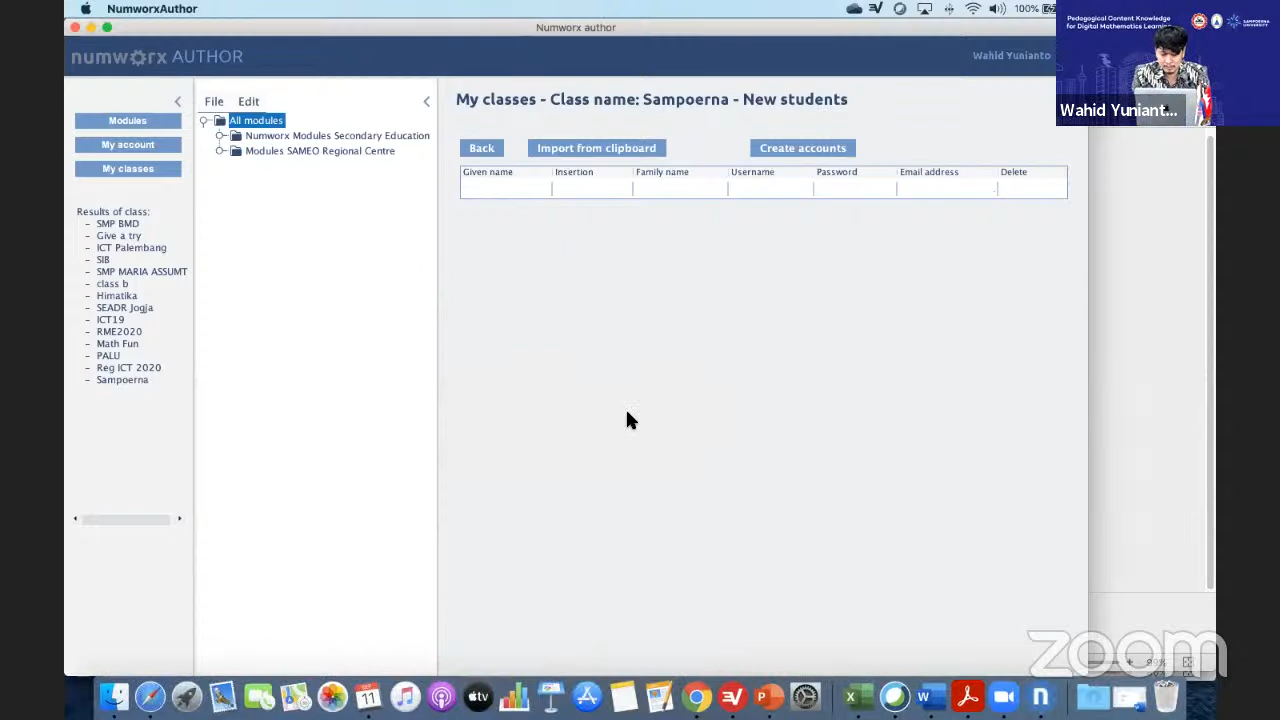 NumworxAuthor
100%
Numworx author
numworx AUTHOR
Wahid Yunianto
Pedagogical Content Knowledge
for Digital Mathematics Learning
SAMPOERNA
UNIVERSITY
Wahid Yuniant...
File Edit
My classes - Class name: Sampoerna - New students
Modules
My account
My classes
All modules
Numworx Modules Secondary Education
Modules SAMEO Regional Centre
Back
Import from clipboard
Create accounts
Given name Insertion Family name Username Password Email address Delete
Results of class:
- SMP BMD
- Give a try
- ICT Palembang
- SIB
- SMP MARIA ASSUMT
- class b
- Himatika
- SEADR Jogja
- ICT19
- RME2020
- Math Fun
- PALU
- Reg ICT 2020
- Sampoerna
zoom
11
tv